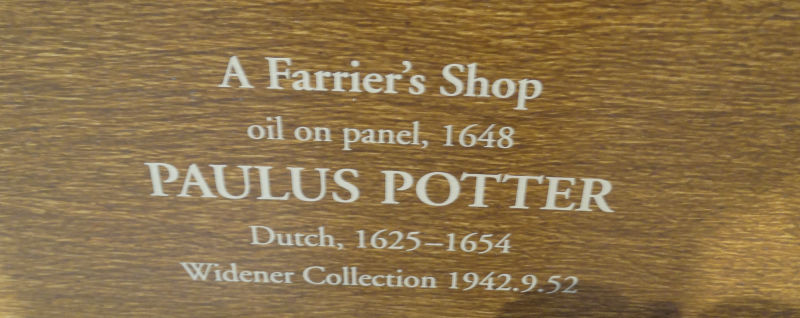 A Farrier's Shop
oil on panel, 1648
PAULUS POTTER
Dutch, 1625–1654
Widener Collection 1942.9.52